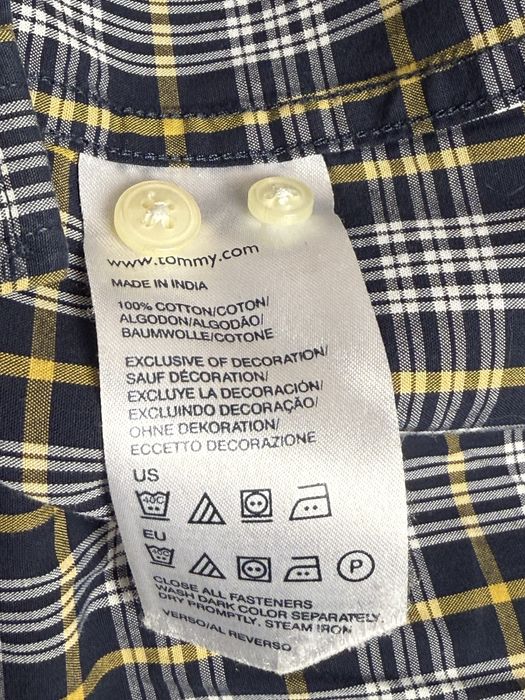 www.tommy.com
MADE IN INDIA
100% COTTON/COTON/
ALGODON/ALGODÃO/
BAUMWOLLE/COTONE
EXCLUSIVE OF DECORATION/
SAUF DÉCORATION/
EXCLUYE LA DECORACIÓN/
EXCLUINDO DECORAÇÃO/
OHNE DEKORATION/
ECCETTO DECORAZIONE
US
40C
EU
40C
P
CLOSE ALL FASTENERS
WASH DARK COLOR SEPARATELY.
DRY PROMPTLY. STEAM IRON
VERSO/AL REVERSO